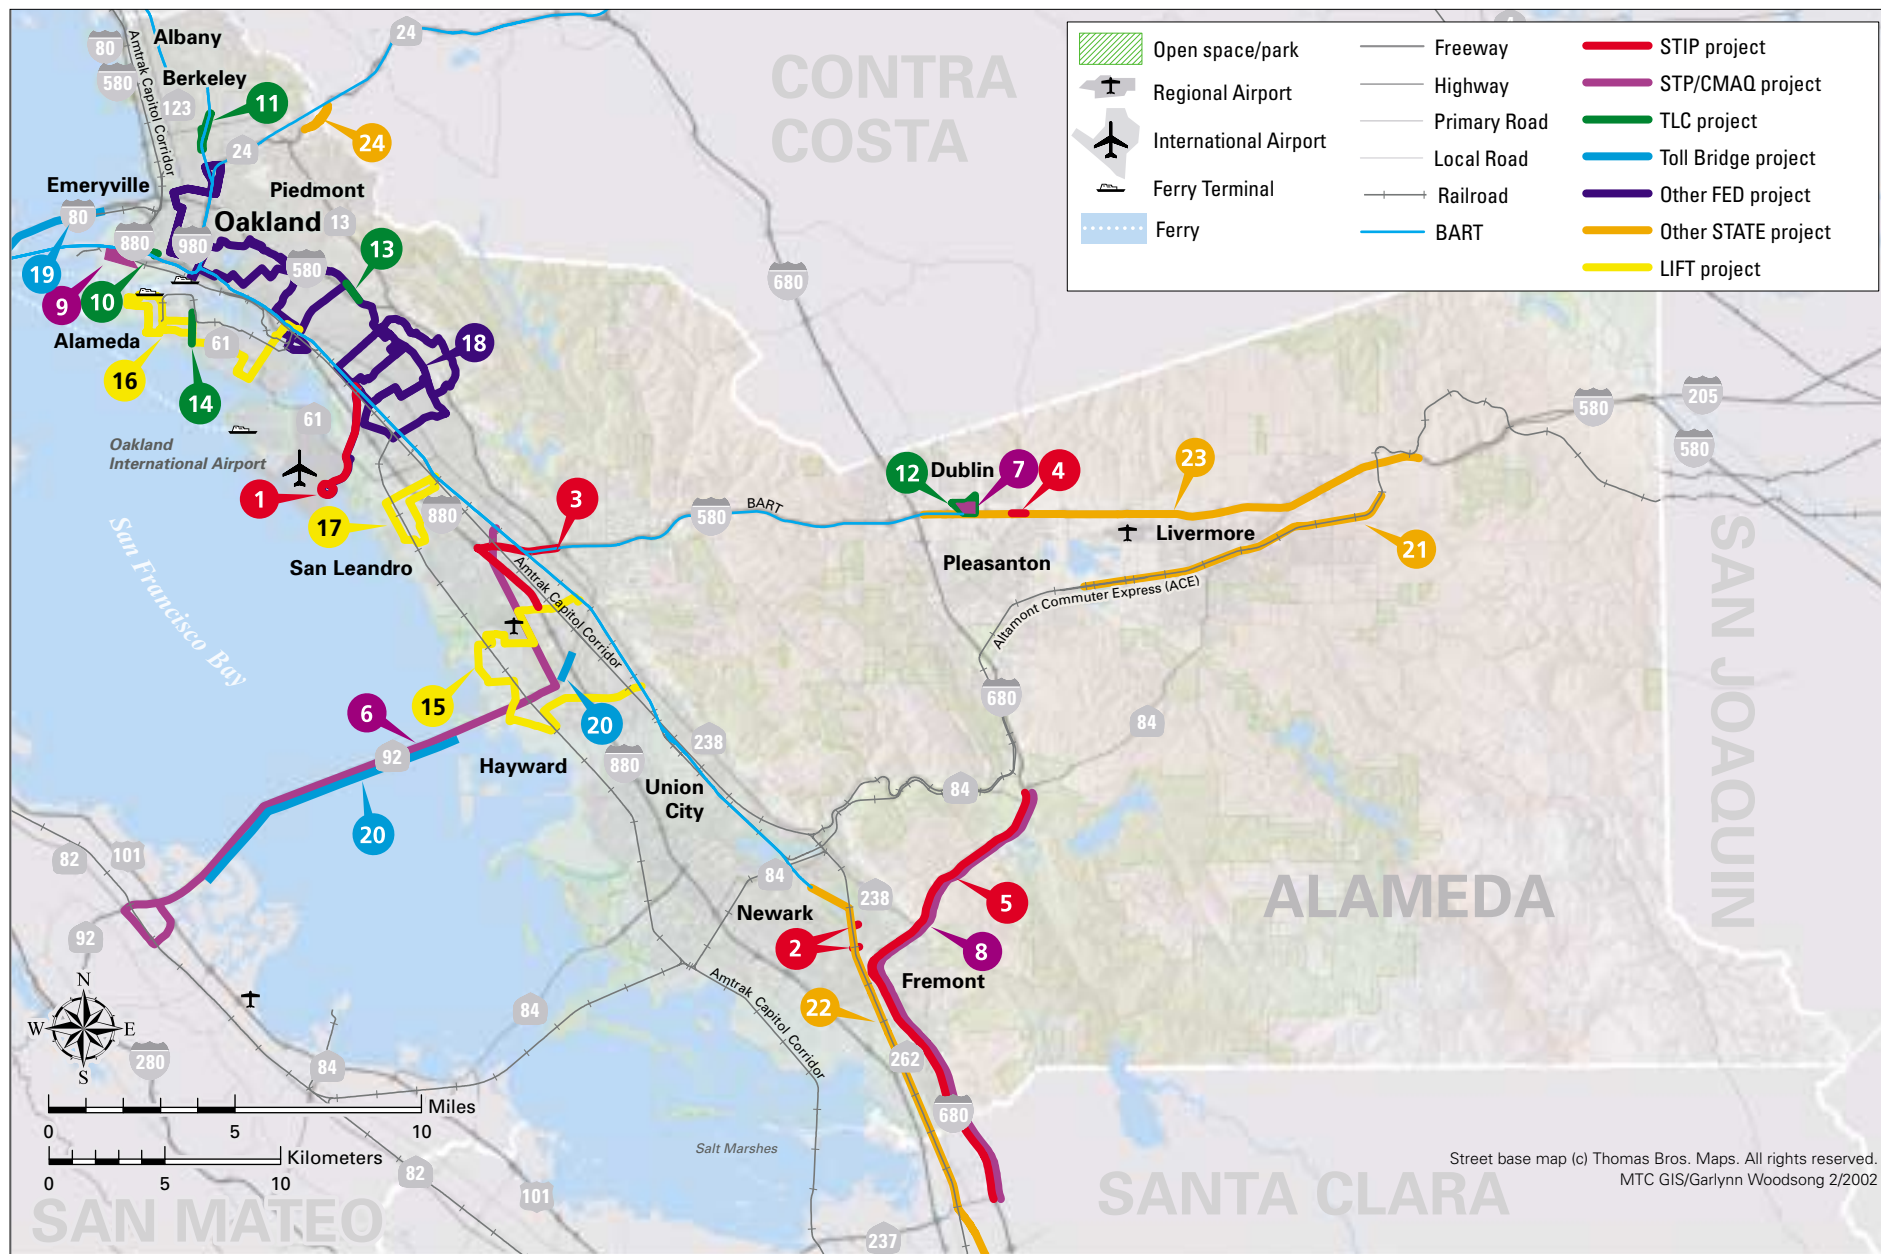 CONTRA
COSTA
Open space/park
Regional Airport
International Airport
Ferry Terminal
Ferry
Freeway
Highway
Primary Road
Local Road
Railroad
BART
STIP project
STP/CMAQ project
TLC project
Toll Bridge project
Other FED project
Other STATE project
LIFT project
80
Albany
24
580
Amtrak Capitol Corridor
Berkeley
123
11
24
24
Emeryville
Piedmont
80
Oakland
13
880
980
13
580
19
9
10
680
Alameda
61
18
16
14
61
Oakland
International Airport
1
17
880
3
580
BART
12
Dublin
7
4
23
Livermore
Pleasanton
21
580
205
580
San Leandro
Amtrak Capitol Corridor
Altamont Commuter Express (ACE)
San Francisco Bay
SAN JOAQUIN
6
15
20
680
84
92
Hayward
880
238
Union
City
84
20
82
101
84
238
5
ALAMEDA
Newark
2
8
Fremont
92
Amtrak Capitol Corridor
22
84
N
W
E
S
280
84
262
680
Miles
0
5
10
Kilometers
0
5
10
82
101
Salt Marshes
237
SAN MATEO
SANTA CLARA
Street base map (c) Thomas Bros. Maps. All rights reserved.
MTC GIS/Garlynn Woodsong 2/2002